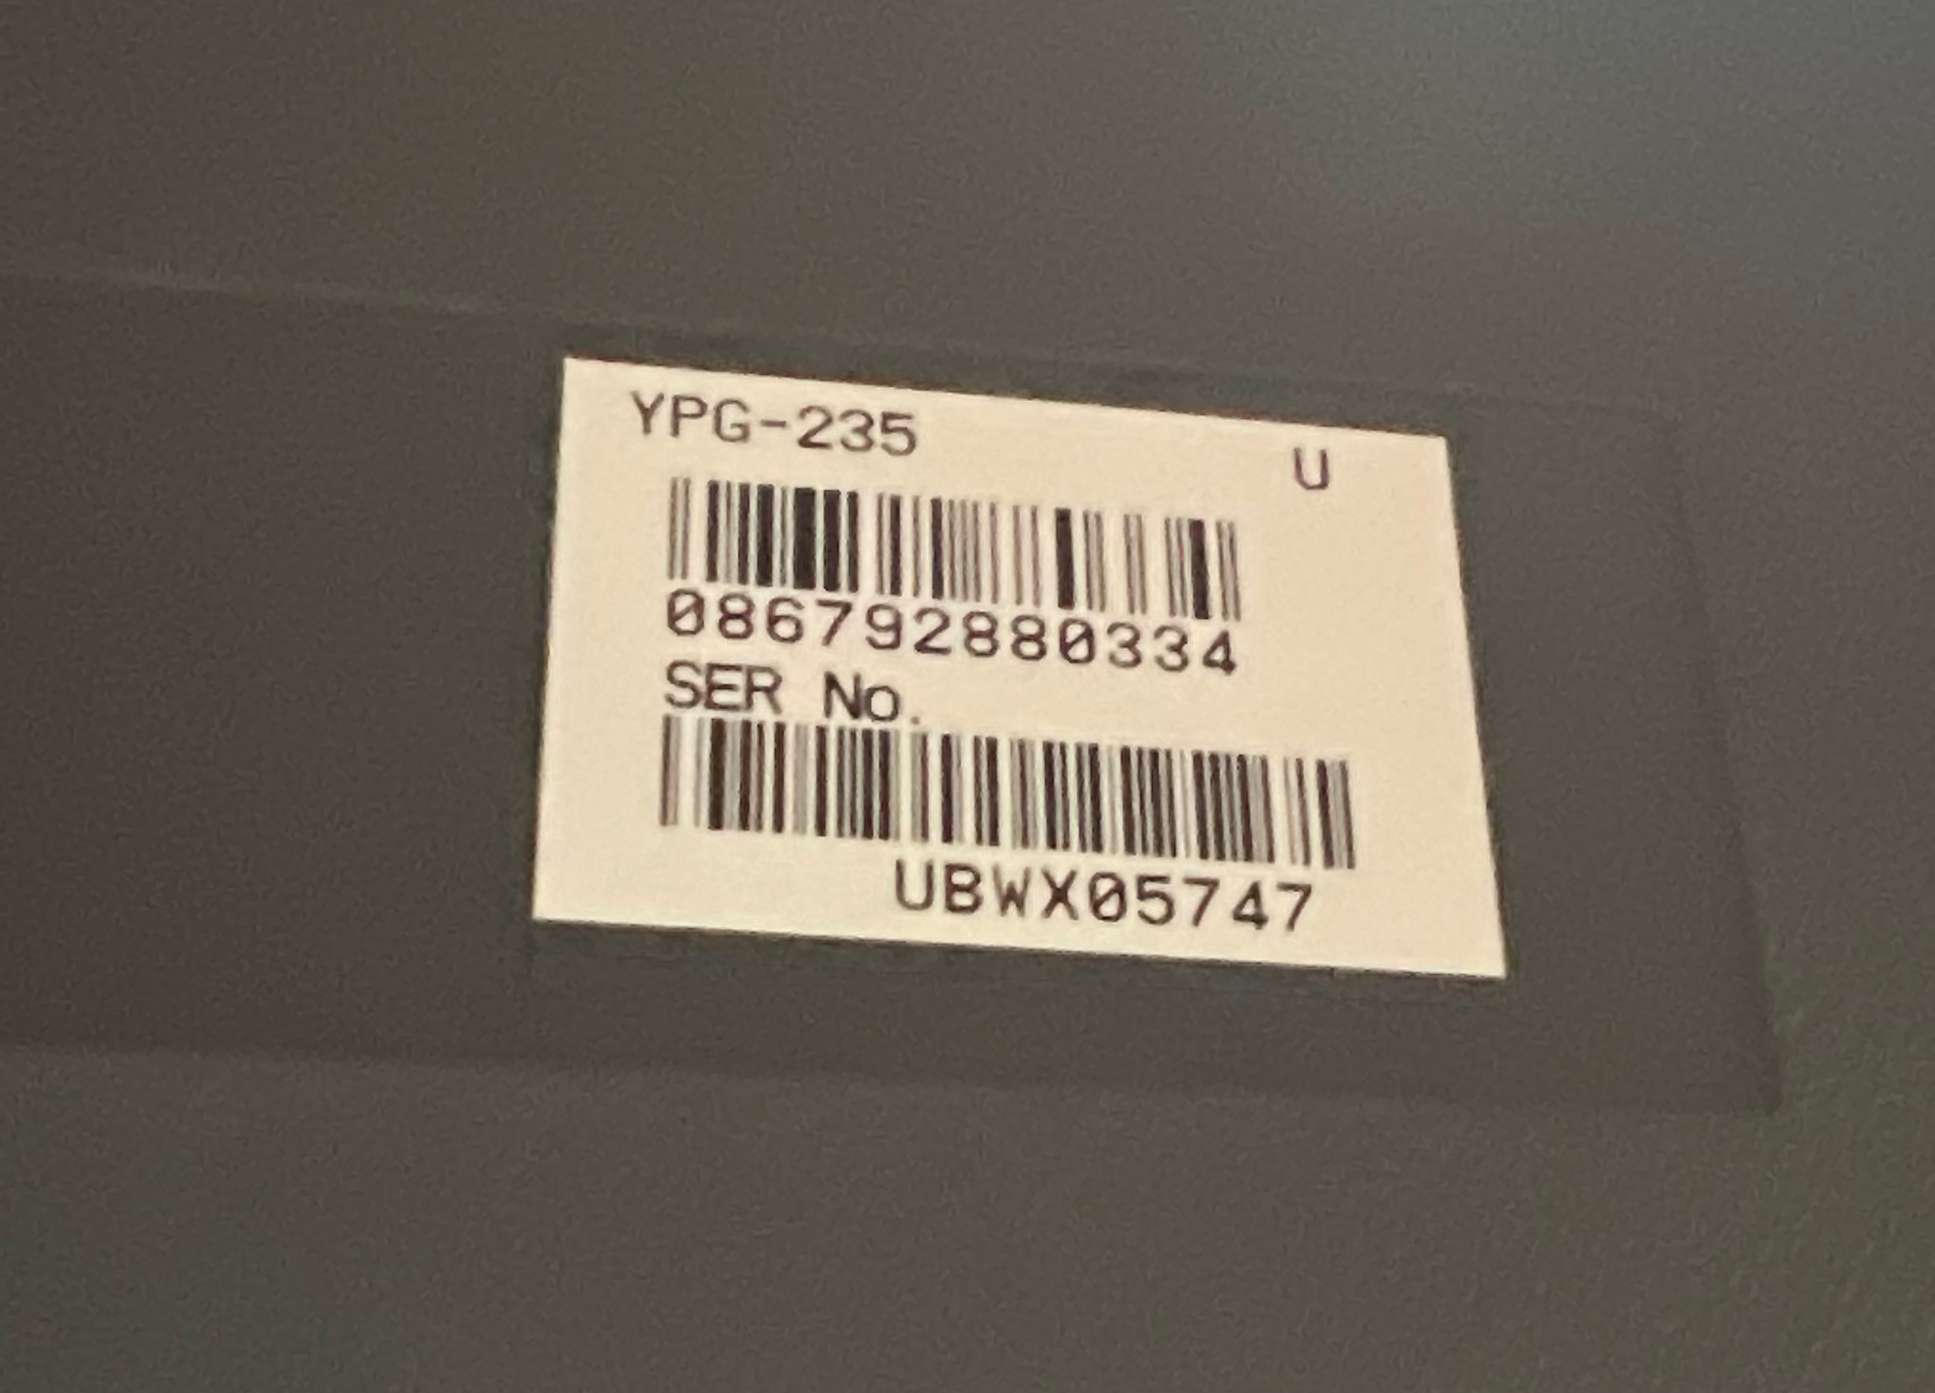 YPG-235 U
086792880334
SER No.
UBWX05747